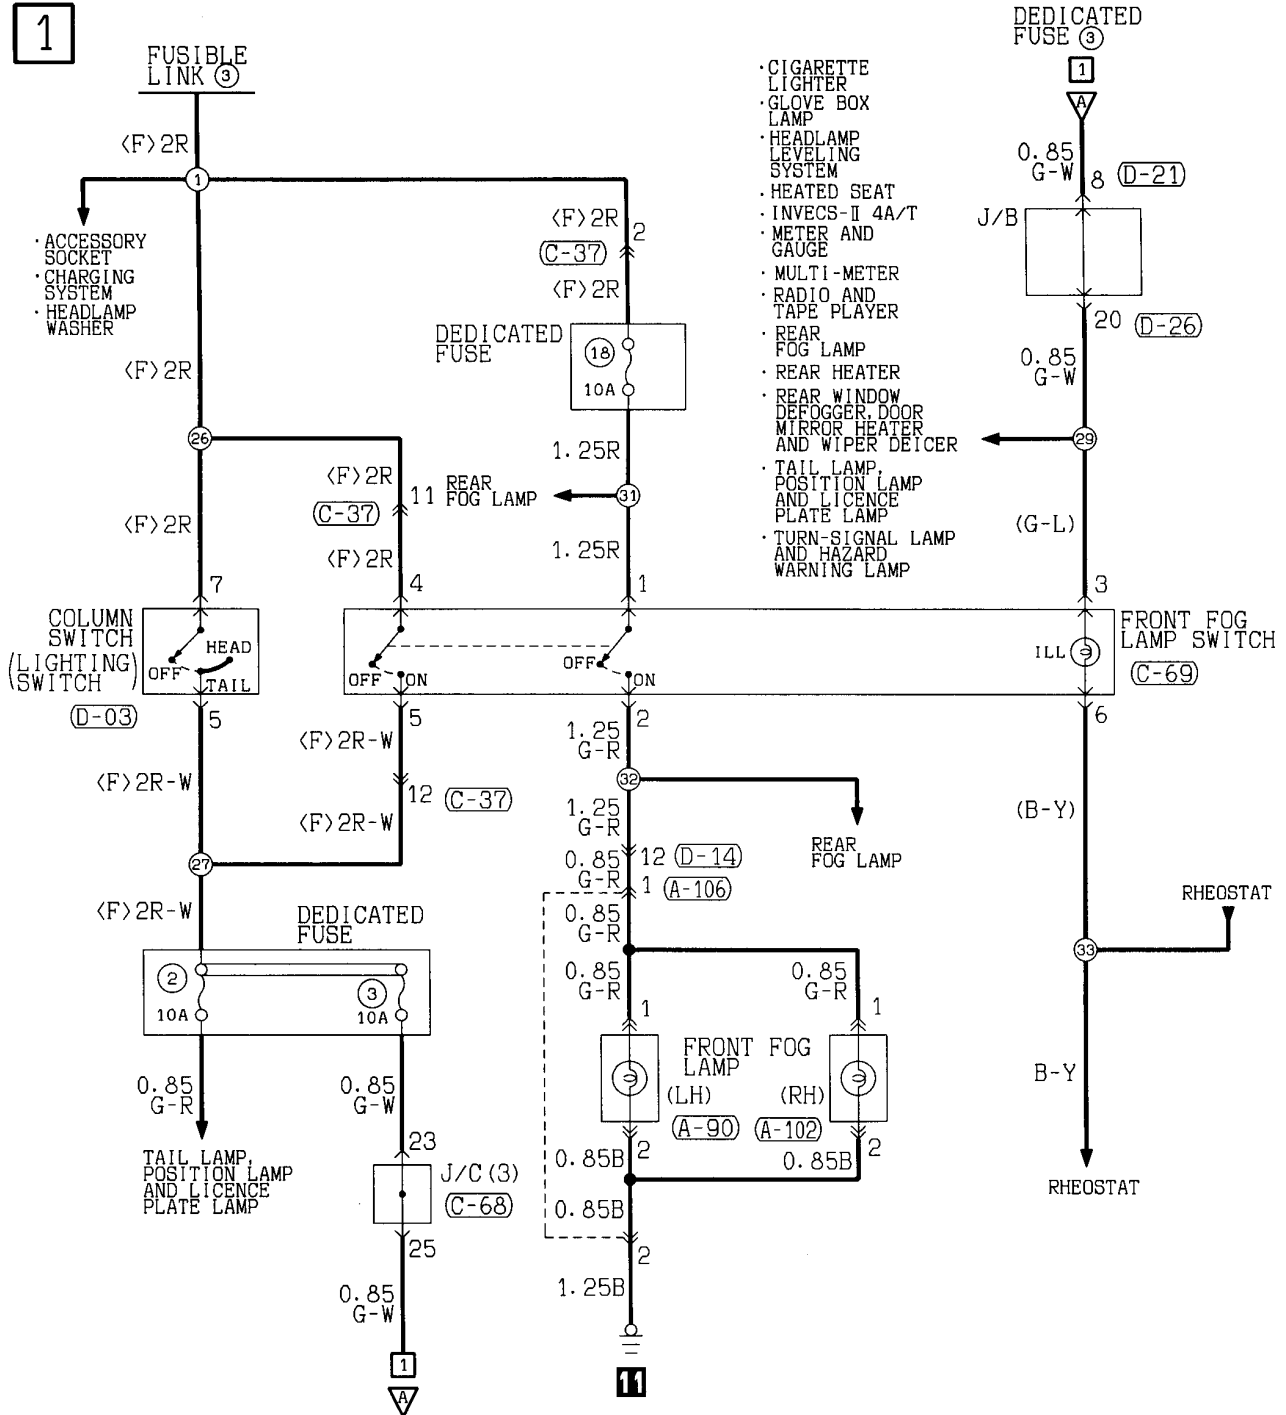 1
FUSIBLE
LINK ③
〈F〉2R
1
· ACCESSORY
SOCKET
· CHARGING
SYSTEM
· HEADLAMP
WASHER
〈F〉2R
2
(C-37)
〈F〉2R
DEDICATED
FUSE
18
10A
1.25R
REAR
FOG LAMP
31
1.25R
1
〈F〉2R
26
〈F〉2R
11
(C-37)
〈F〉2R
4
〈F〉2R
7
COLUMN
SWITCH
(LIGHTING
SWITCH)
OFF
HEAD
TAIL
(D-03)
5
OFF
ON
OFF
ON
ILL
FRONT FOG
LAMP SWITCH
(C-69)
· CIGARETTE
LIGHTER
· GLOVE BOX
LAMP
· HEADLAMP
LEVELING
SYSTEM
· HEATED SEAT
· INVECS-Ⅱ 4A/T
· METER AND
GAUGE
· MULTI-METER
· RADIO AND
TAPE PLAYER
· REAR
FOG LAMP
· REAR HEATER
· REAR WINDOW
DEFOGGER, DOOR
MIRROR HEATER
AND WIPER DEICER
· TAIL LAMP,
POSITION LAMP
AND LICENCE
PLATE LAMP
· TURN-SIGNAL LAMP
AND HAZARD
WARNING LAMP
DEDICATED
FUSE ③
1
A
0.85
G-W
8
(D-21)
J/B
20
(D-26)
0.85
G-W
29
(G-L)
3
6
5
〈F〉2R-W
12
(C-37)
〈F〉2R-W
〈F〉2R-W
27
〈F〉2R-W
DEDICATED
FUSE
2
10A
3
10A
0.85
G-R
TAIL LAMP,
POSITION LAMP
AND LICENCE
PLATE LAMP
0.85
G-W
23
J/C (3)
(C-68)
25
0.85
G-W
1
A
2
1.25
G-R
32
REAR
FOG LAMP
1.25
G-R
0.85
G-R
12
(D-14)
1
(A-106)
0.85
G-R
0.85
G-R
0.85
G-R
1
1
FRONT FOG
LAMP
(LH)
(RH)
(A-90)
(A-102)
2
2
0.85B
0.85B
0.85B
2
1.25B
11
(B-Y)
33
RHEOSTAT
B-Y
RHEOSTAT